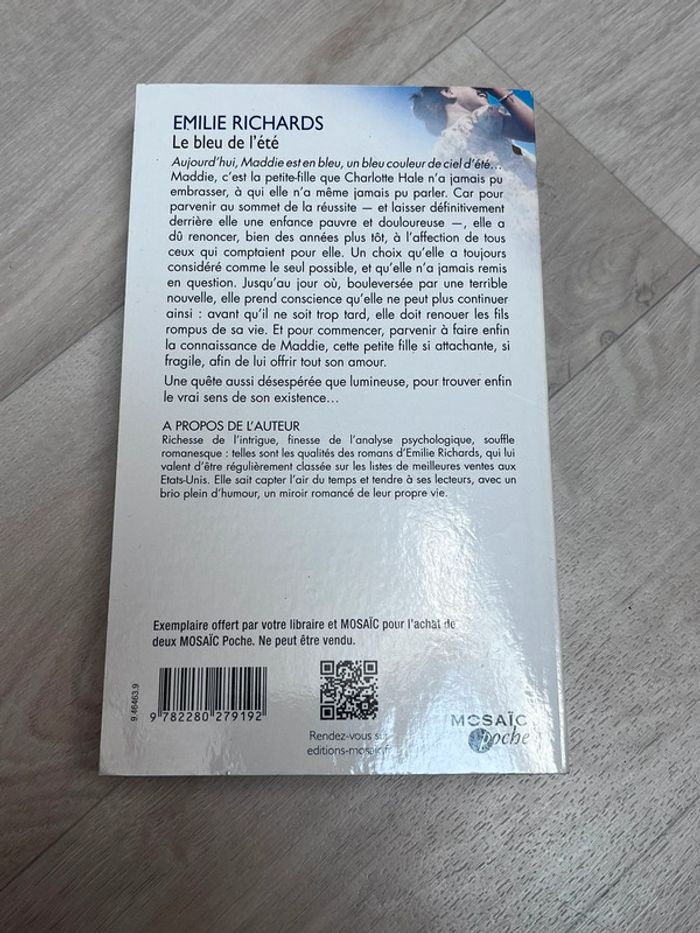 EMILIE RICHARDS
Le bleu de l'été
Aujourd'hui, Maddie est en bleu, un bleu couleur de ciel d'été...
Maddie, c'est la petite-fille que Charlotte Hale n'a jamais pu
embrasser, à qui elle n'a même jamais pu parler. Car pour
parvenir au sommet de la réussite — et laisser définitivement
derrière elle une enfance pauvre et douloureuse —, elle a
dû renoncer, bien des années plus tôt, à l'affection de tous
ceux qui comptaient pour elle. Un choix qu'elle a toujours
considéré comme le seul possible, et qu'elle n'a jamais remis
en question. Jusqu'au jour où, bouleversée par une terrible
nouvelle, elle prend conscience qu'elle ne peut plus continuer
ainsi : avant qu'il ne soit trop tard, elle doit renouer les fils
rompus de sa vie. Et pour commencer, parvenir à faire enfin
la connaissance de Maddie, cette petite fille si attachante, si
fragile, afin de lui offrir tout son amour.
Une quête aussi désespérée que lumineuse, pour trouver enfin
le vrai sens de son existence...
A PROPOS DE L'AUTEUR
Richesse de l'intrigue, finesse de l'analyse psychologique, souffle
romanesque : telles sont les qualités des romans d'Emilie Richards, qui lui
valent d'être régulièrement classée sur les listes de meilleures ventes aux
Etats-Unis. Elle sait capter l'air du temps et tendre à ses lecteurs, avec un
brio plein d'humour, un miroir romancé de leur propre vie.
Exemplaire offert par votre libraire et MOSAÏC pour l'achat de
deux MOSAÏC Poche. Ne peut être vendu.
9.46463.9
9 782280 279192
Rendez-vous sur
editions-mosaic.fr
MOSAÏC
poche